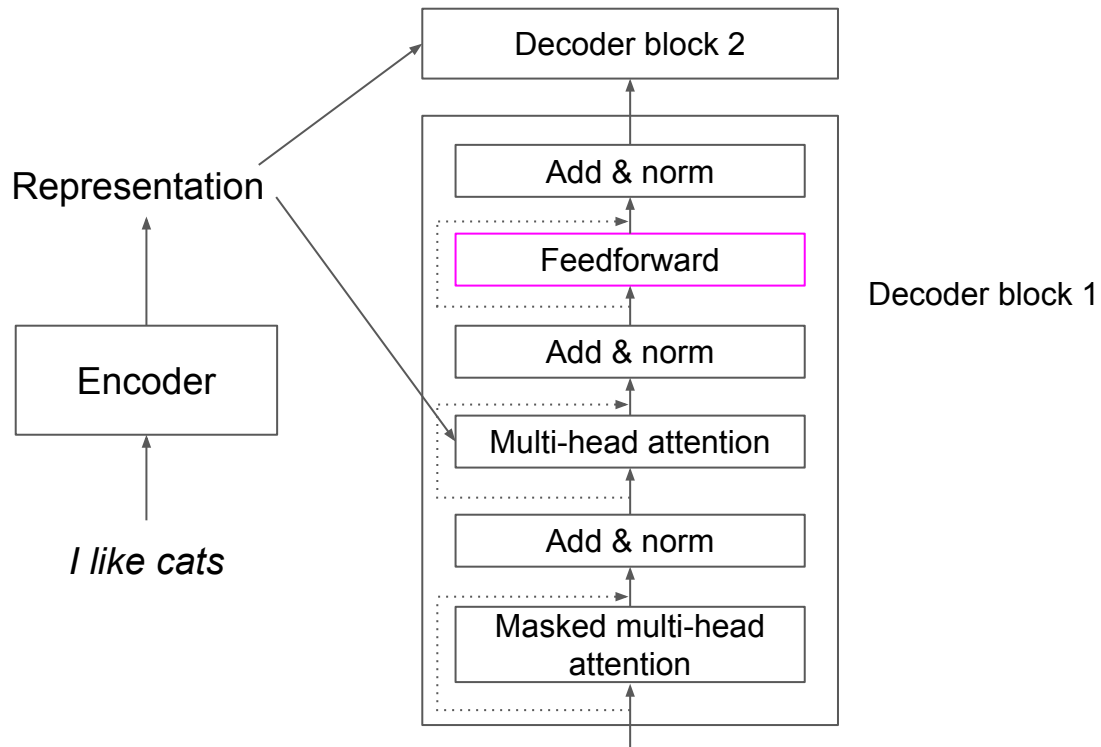 Decoder block 2
Add & norm
Representation
Feedforward
Decoder block 1
Add & norm
Encoder
Multi-head attention
Add & norm
I like cats
Masked multi-head
attention